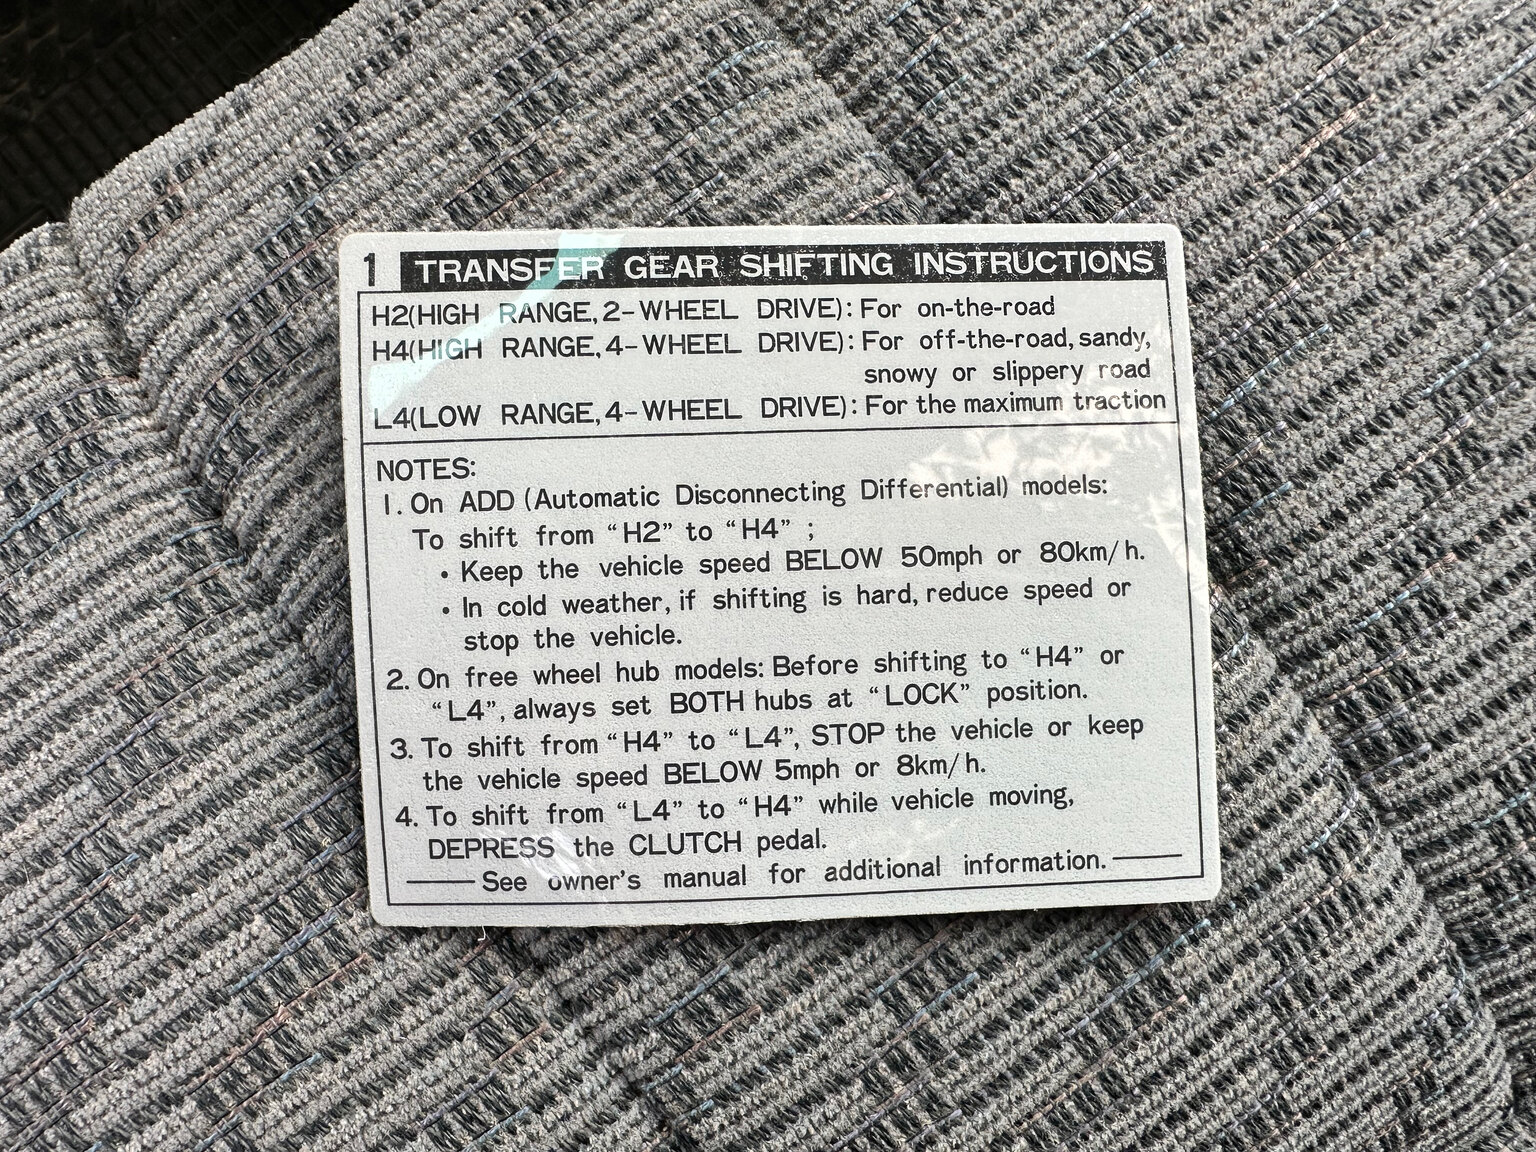 1 TRANSFER GEAR SHIFTING INSTRUCTIONS
H2(HIGH RANGE, 2-WHEEL DRIVE): For on-the-road
H4(HIGH RANGE, 4-WHEEL DRIVE): For off-the-road, sandy,
snowy or slippery road
L4(LOW RANGE, 4-WHEEL DRIVE): For the maximum traction
NOTES:
1. On ADD (Automatic Disconnecting Differential) models:
To shift from “H2” to “H4” ;
• Keep the vehicle speed BELOW 50mph or 80km/h.
• In cold weather, if shifting is hard, reduce speed or
stop the vehicle.
2. On free wheel hub models: Before shifting to “H4” or
“L4”, always set BOTH hubs at “LOCK” position.
3. To shift from “H4” to “L4”, STOP the vehicle or keep
the vehicle speed BELOW 5mph or 8km/h.
4. To shift from “L4” to “H4” while vehicle moving,
DEPRESS the CLUTCH pedal.
See owner's manual for additional information.